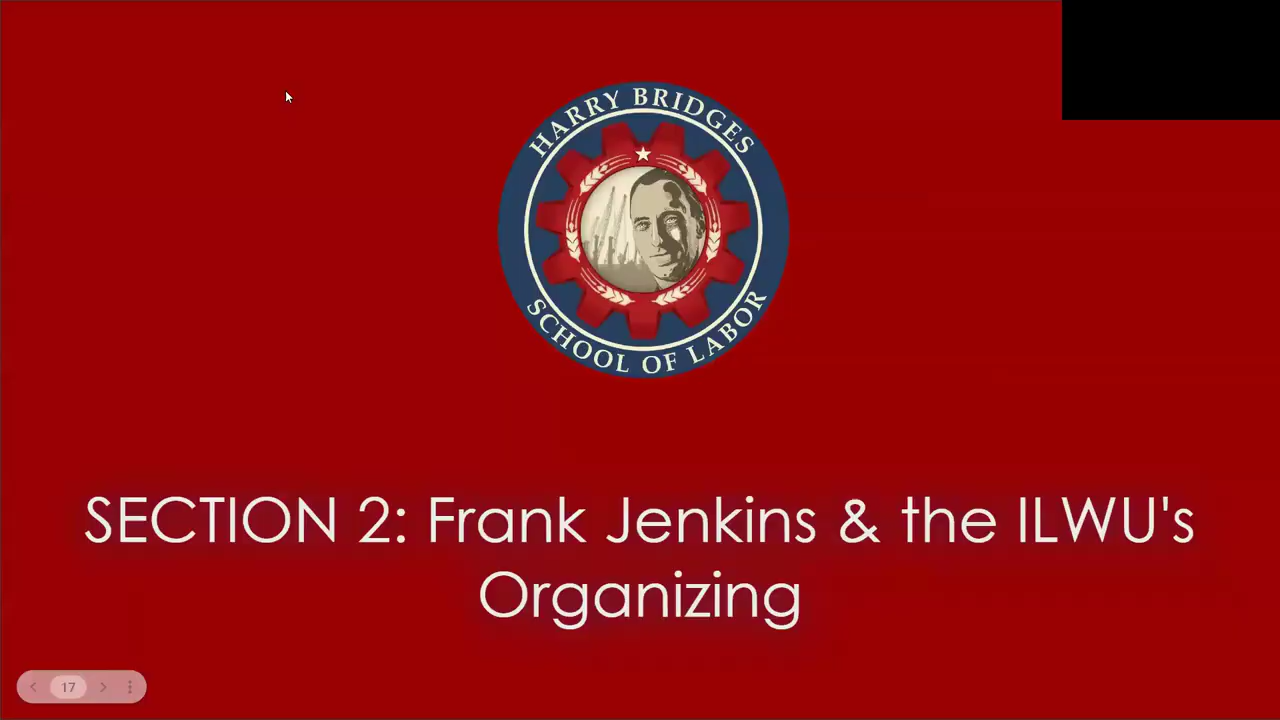 HARRY BRIDGES
SCHOOL OF LABOR
SECTION 2: Frank Jenkins & the ILWU's
Organizing
17